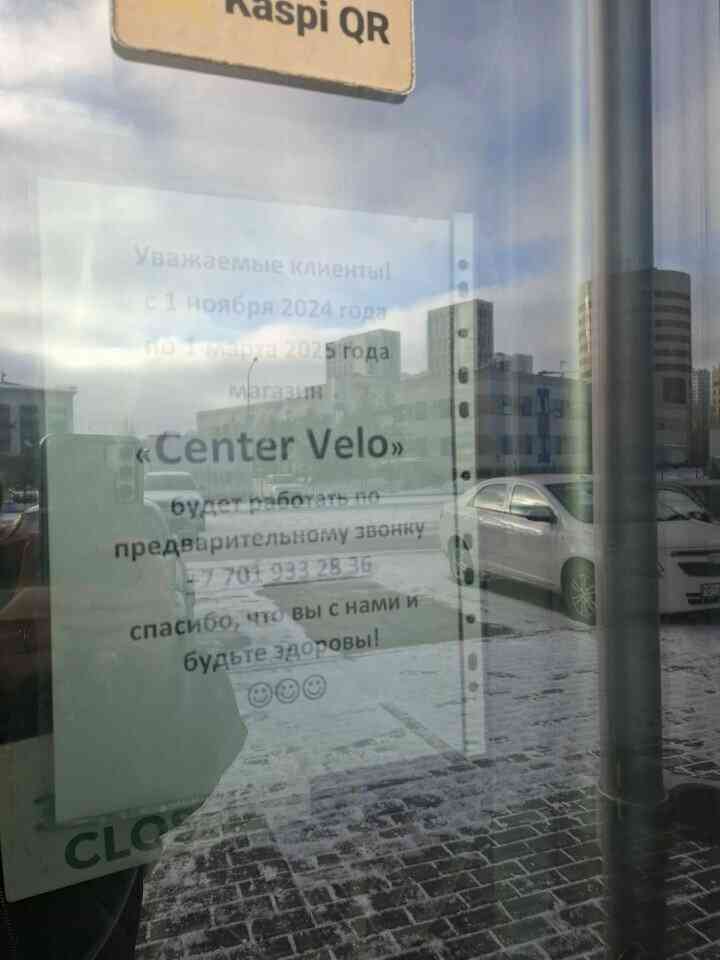 Kaspi QR
Уважаемые клиенты!
с 1 ноября 2024 года
по 1 марта 2025 года
магазин
«Center Velo»
будет работать по
предварительному звонку
+7 701 933 28 36
спасибо, что вы с нами и
будьте здоровы!
☺☺☺
CLOS